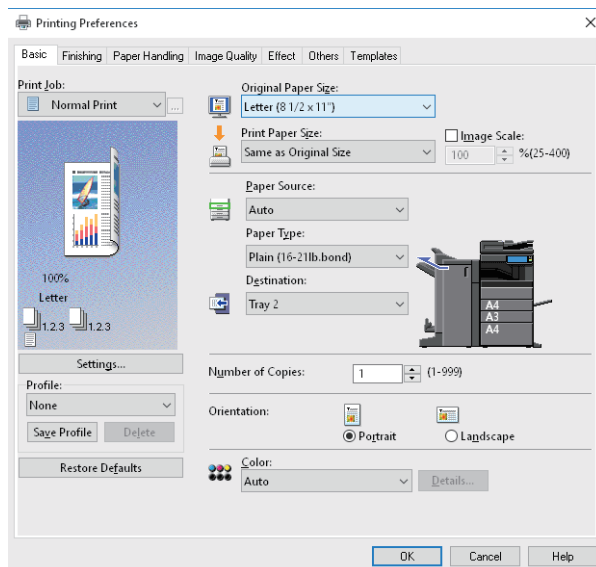 Printing Preferences
Basic Finishing Paper Handling Image Quality Effect Others Templates
Print Job:
Normal Print
...
100%
Letter
1.2.3 1.2.3
Settings...
Profile:
None
Save Profile Delete
Restore Defaults
Original Paper Size:
Letter (8 1/2 x 11")
Print Paper Size:
Same as Original Size
Image Scale:
100 %(25-400)
Paper Source:
Auto
Paper Type:
Plain (16-21lb.bond)
Destination:
Tray 2
A4
A3
A4
Number of Copies: 1 (1-999)
Orientation:
Portrait Landscape
Color:
Auto Details...
OK Cancel Help